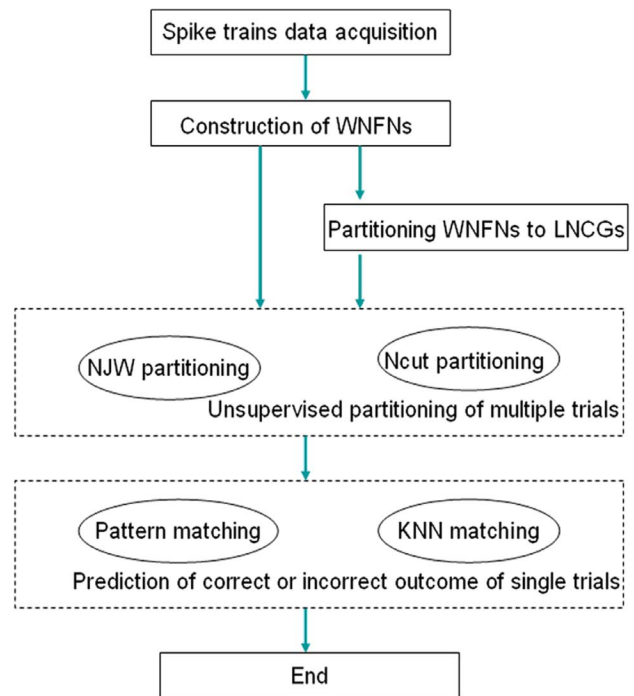 Spike trains data acquisition
Construction of WNFNs
Partitioning WNFNs to LNCGs
NJW partitioning
Ncut partitioning
Unsupervised partitioning of multiple trials
Pattern matching
KNN matching
Prediction of correct or incorrect outcome of single trials
End